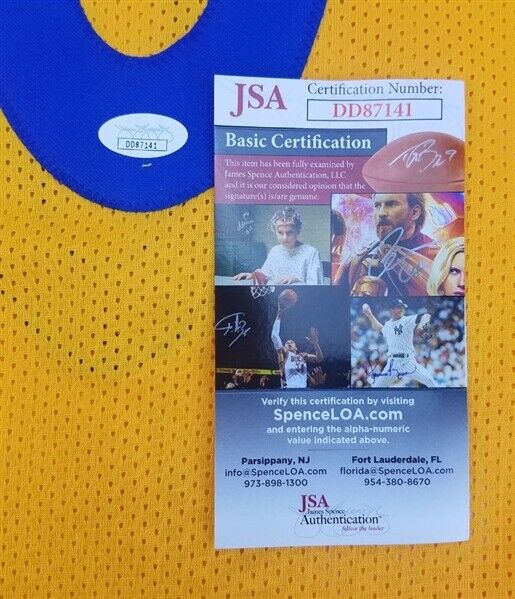 JSA
Certification Number:
DD87141
Basic Certification
This item has been fully examined by
James Spence Authentication, LLC
and it is our considered opinion that the
signature(s) is/are genuine.
DD87141
Verify this certification by visiting
SpenceLOA.com
and entering the alpha-numeric
value indicated above.
Parsippany, NJ
info@SpenceLOA.com
973-898-1300
Fort Lauderdale, FL
florida@SpenceLOA.com
954-380-8670
JSA
James Spence
Authentication
follow the leader